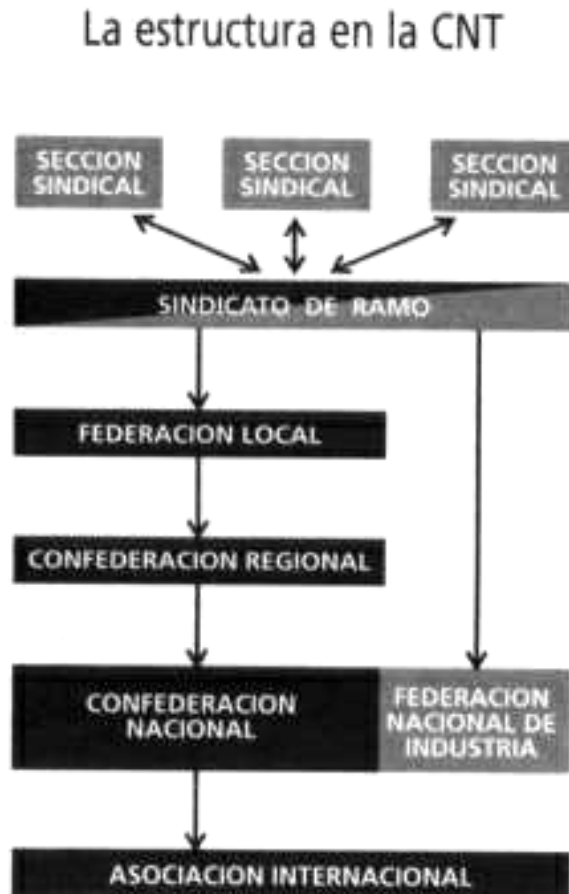 La estructura en la CNT
SECCION
SINDICAL
SECCION
SINDICAL
SECCION
SINDICAL
SINDICATO DE RAMO
FEDERACION LOCAL
CONFEDERACION REGIONAL
CONFEDERACION
NACIONAL
FEDERACION
NACIONAL DE
INDUSTRIA
ASOCIACION INTERNACIONAL